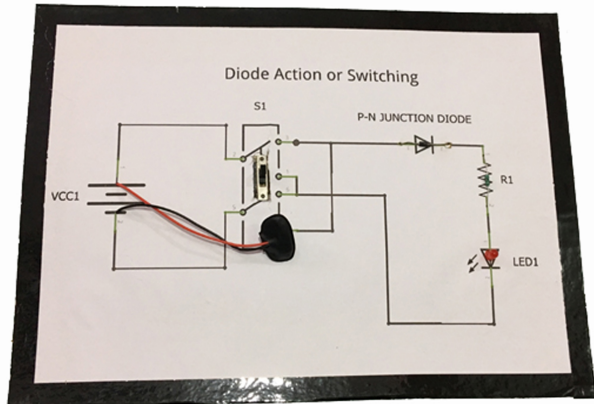 Diode Action or Switching
S1
P-N JUNCTION DIODE
VCC1
R1
LED1